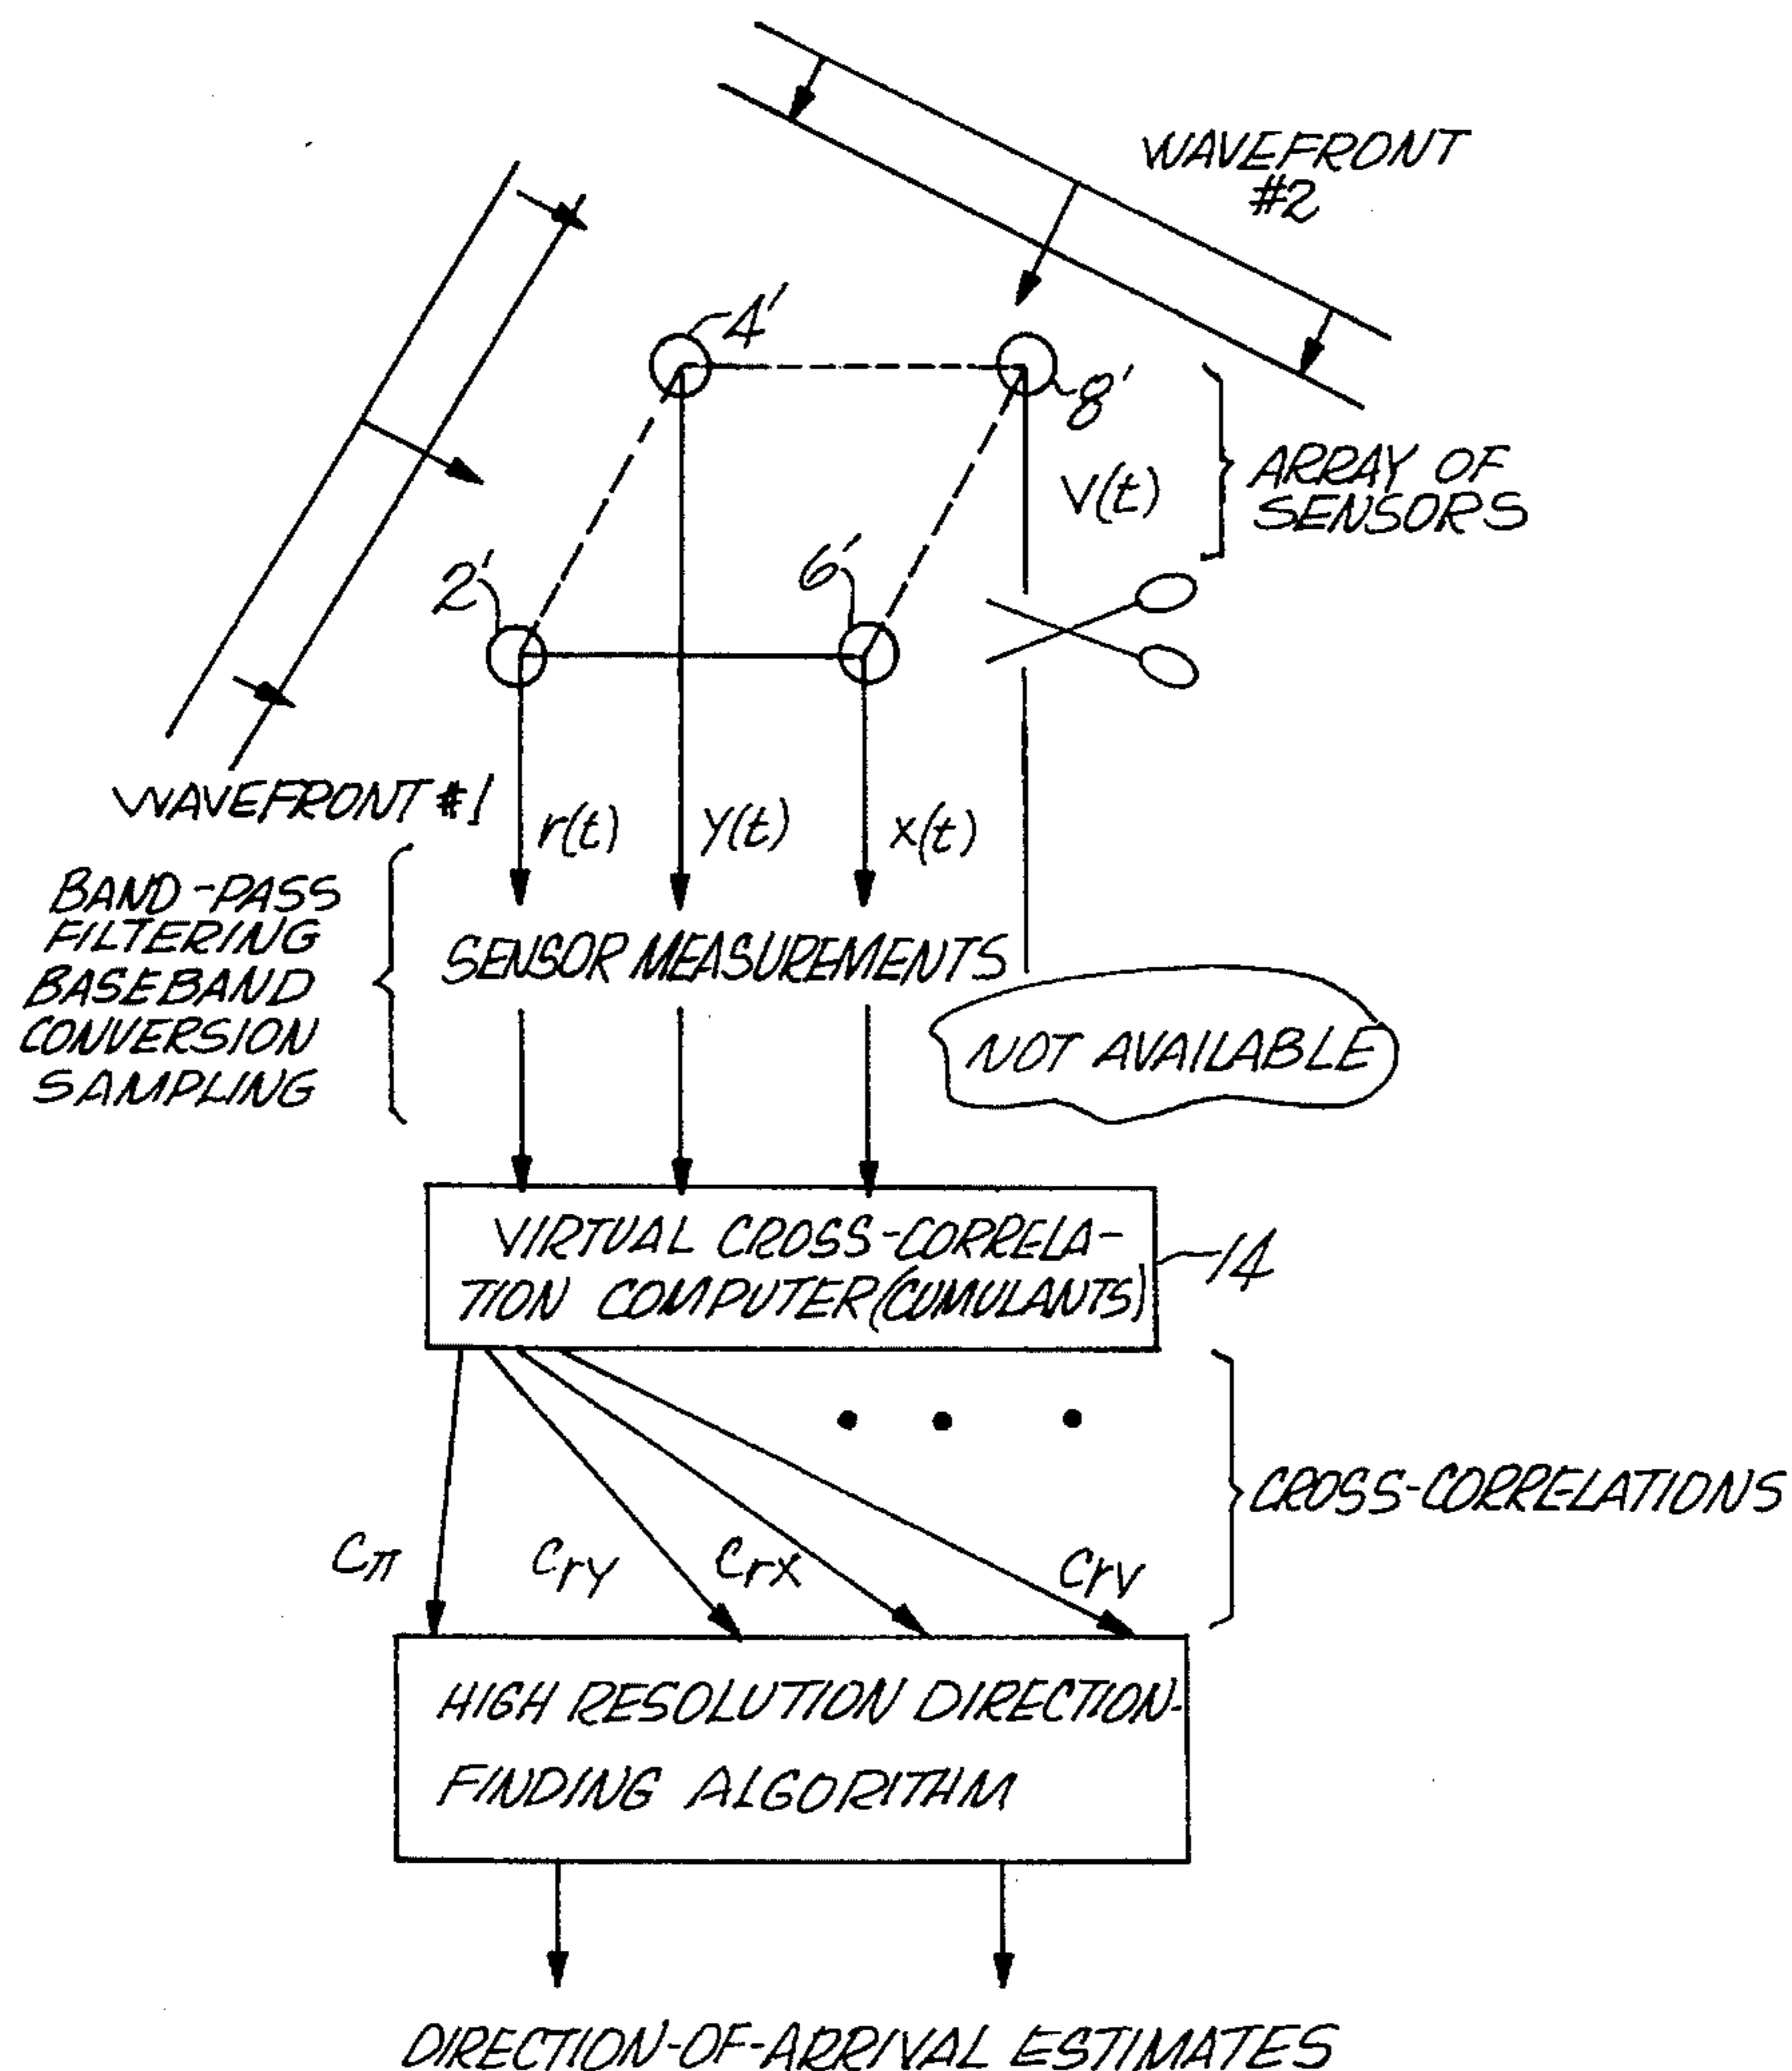 WAVEFRONT
#2
4'
8'
V(t)
ARRAY OF
SENSORS
2'
6'
WAVEFRONT #1
r(t)
y(t)
x(t)
BAND-PASS
FILTERING
BASEBAND
CONVERSION
SAMPLING
SENSOR MEASUREMENTS
NOT AVAILABLE
VIRTUAL CROSS-CORRELA-
TION COMPUTER (CUMULANTS)
14
CROSS-CORRELATIONS
Crr
Cry
Crx
Crv
HIGH RESOLUTION DIRECTION-
FINDING ALGORITHM
DIRECTION-OF-ARRIVAL ESTIMATES